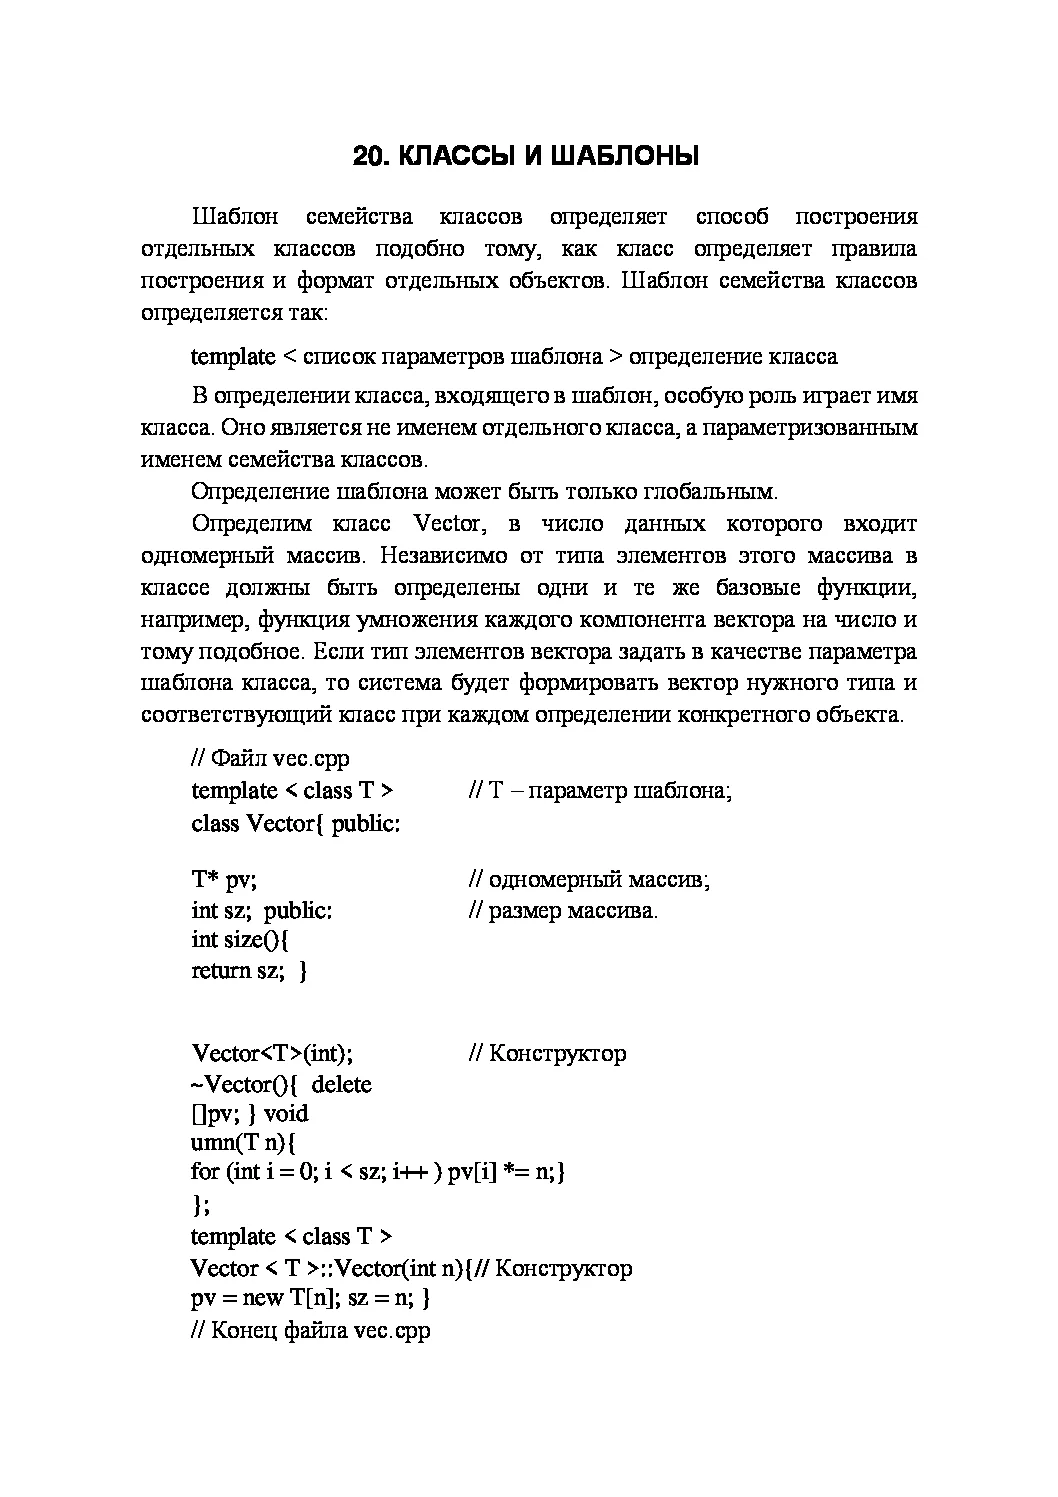 20. КЛАССЫ И ШАБЛОНЫ
Шаблон семейства классов определяет способ построения
отдельных классов подобно тому, как класс определяет правила
построения и формат отдельных объектов. Шаблон семейства классов
определяется так:
template < список параметров шаблона > определение класса
В определении класса, входящего в шаблон, особую роль играет имя
класса. Оно является не именем отдельного класса, а параметризованным
именем семейства классов.
Определение шаблона может быть только глобальным.
Определим класс Vector, в число данных которого входит
одномерный массив. Независимо от типа элементов этого массива в
классе должны быть определены одни и те же базовые функции,
например, функция умножения каждого компонента вектора на число и
тому подобное. Если тип элементов вектора задать в качестве параметра
шаблона класса, то система будет формировать вектор нужного типа и
соответствующий класс при каждом определении конкретного объекта.
// Файл vec.cpp
template < class T > // T – параметр шаблона;
class Vector{ public:
T* pv; // одномерный массив;
int sz; public: // размер массива.
int size(){
return sz; }
Vector<T>(int); // Конструктор
~Vector(){ delete
[]pv; } void
umn(T n){
for (int i = 0; i < sz; i++ ) pv[i] *= n;}
};
template < class T >
Vector < T >::Vector(int n){// Конструктор
pv = new T[n]; sz = n; }
// Конец файла vec.cpp